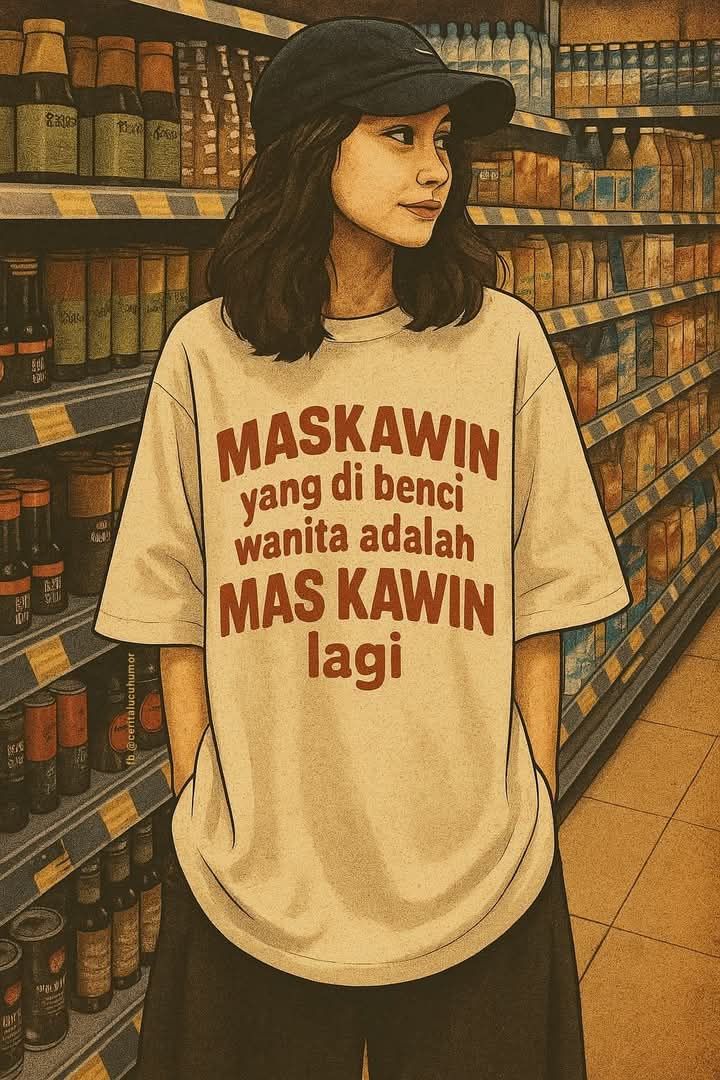 MASKAWIN
yang di benci
wanita adalah
MAS KAWIN
lagi
fb @ceritalucuhumor